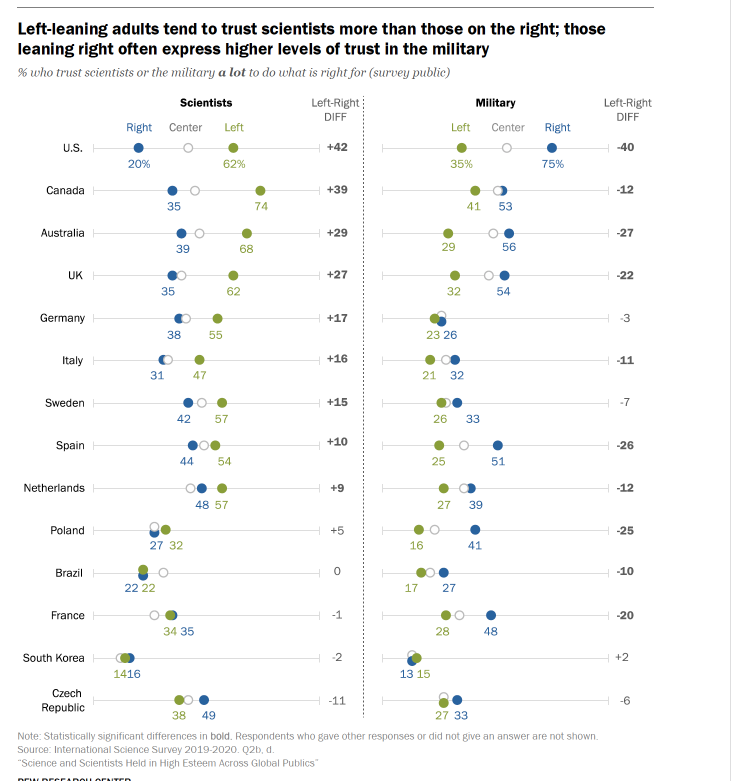 Left-leaning adults tend to trust scientists more than those on the right; those
leaning right often express higher levels of trust in the military
% who trust scientists or the military a lot to do what is right for (survey public)
Scientists Left-Right DIFF Military Left-Right DIFF
Right Center Left Left Center Right
U.S. 20% 62% +42 35% 75% -40
Canada 35 74 +39 41 53 -12
Australia 39 68 +29 29 56 -27
UK 35 62 +27 32 54 -22
Germany 38 55 +17 23 26 -3
Italy 31 47 +16 21 32 -11
Sweden 42 57 +15 26 33 -7
Spain 44 54 +10 25 51 -26
Netherlands 48 57 +9 27 39 -12
Poland 27 32 +5 16 41 -25
Brazil 22 22 0 17 27 -10
France 34 35 -1 28 48 -20
South Korea 14 16 -2 13 15 +2
Czech Republic 38 49 -11 27 33 -6
Note: Statistically significant differences in bold. Respondents who gave other responses or did not give an answer are not shown.
Source: International Science Survey 2019-2020. Q2b, d.
“Science and Scientists Held in High Esteem Across Global Publics”
PEW RESEARCH CENTER